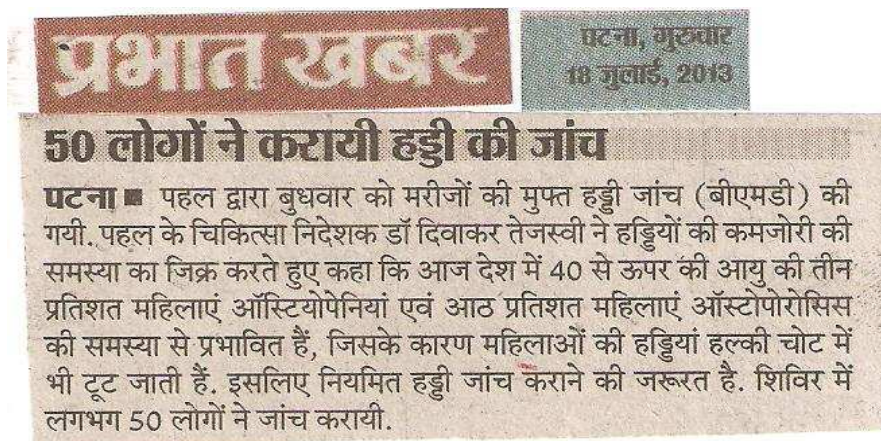 प्रभात खबर
पटना, गुरुवार
18 जुलाई, 2013
50 लोगों ने करायी हड्डी की जांच
पटना ■ पहल द्वारा बुधवार को मरीजों की मुफ्त हड्डी जांच (बीएमडी) की
गयी. पहल के चिकित्सा निदेशक डॉ दिवाकर तेजस्वी ने हड्डियों की कमजोरी की
समस्या का जिक्र करते हुए कहा कि आज देश में 40 से ऊपर की आयु की तीन
प्रतिशत महिलाएं ऑस्टियोपेनियां एवं आठ प्रतिशत महिलाएं ऑस्टोपोरोसिस
की समस्या से प्रभावित हैं, जिसके कारण महिलाओं की हड्डियां हल्की चोट में
भी टूट जाती हैं. इसलिए नियमित हड्डी जांच कराने की जरूरत है. शिविर में
लगभग 50 लोगों ने जांच करायी.